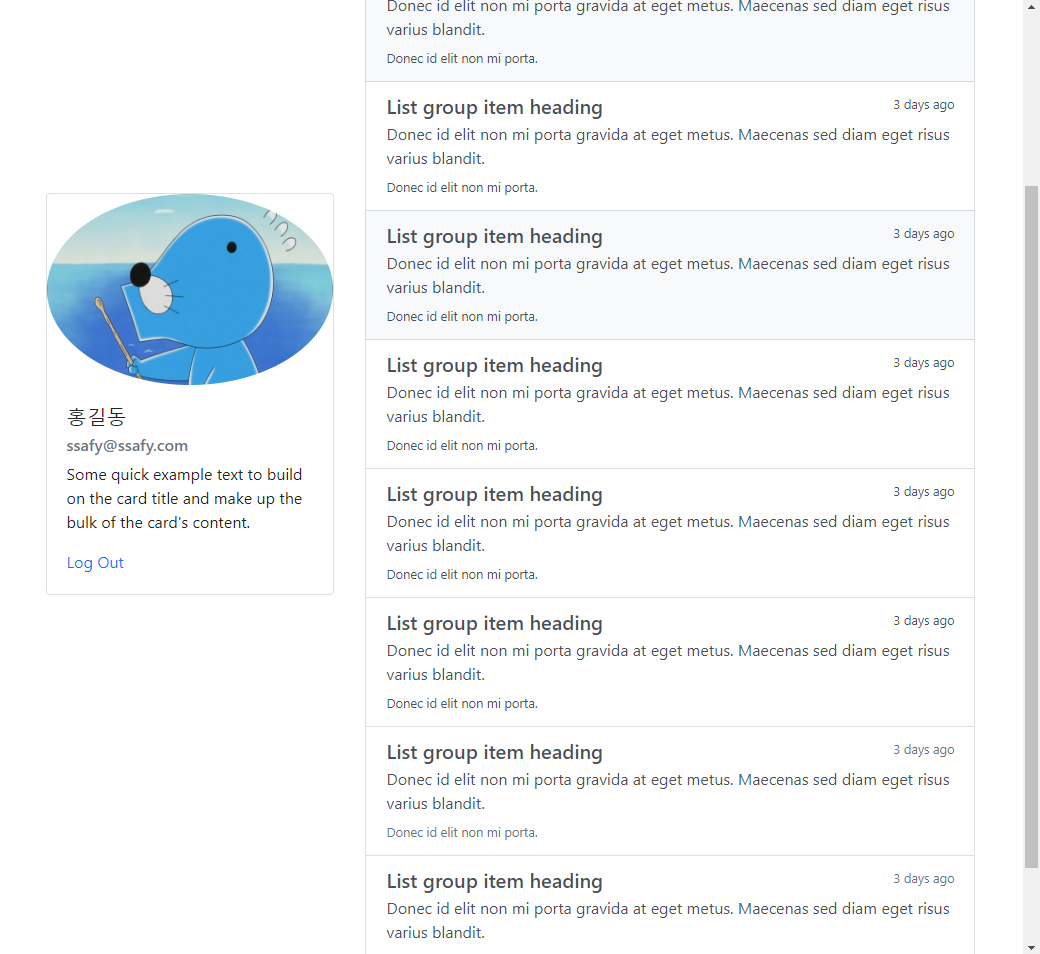 홍길동
ssafy@ssafy.com
Some quick example text to build
on the card title and make up the
bulk of the card's content.
Log Out
Donec id elit non mi porta gravida at eget metus. Maecenas sed diam eget risus
varius blandit.
Donec id elit non mi porta.
List group item heading 3 days ago
Donec id elit non mi porta gravida at eget metus. Maecenas sed diam eget risus
varius blandit.
Donec id elit non mi porta.
List group item heading 3 days ago
Donec id elit non mi porta gravida at eget metus. Maecenas sed diam eget risus
varius blandit.
Donec id elit non mi porta.
List group item heading 3 days ago
Donec id elit non mi porta gravida at eget metus. Maecenas sed diam eget risus
varius blandit.
Donec id elit non mi porta.
List group item heading 3 days ago
Donec id elit non mi porta gravida at eget metus. Maecenas sed diam eget risus
varius blandit.
Donec id elit non mi porta.
List group item heading 3 days ago
Donec id elit non mi porta gravida at eget metus. Maecenas sed diam eget risus
varius blandit.
Donec id elit non mi porta.
List group item heading 3 days ago
Donec id elit non mi porta gravida at eget metus. Maecenas sed diam eget risus
varius blandit.
Donec id elit non mi porta.
List group item heading 3 days ago
Donec id elit non mi porta gravida at eget metus. Maecenas sed diam eget risus
varius blandit.